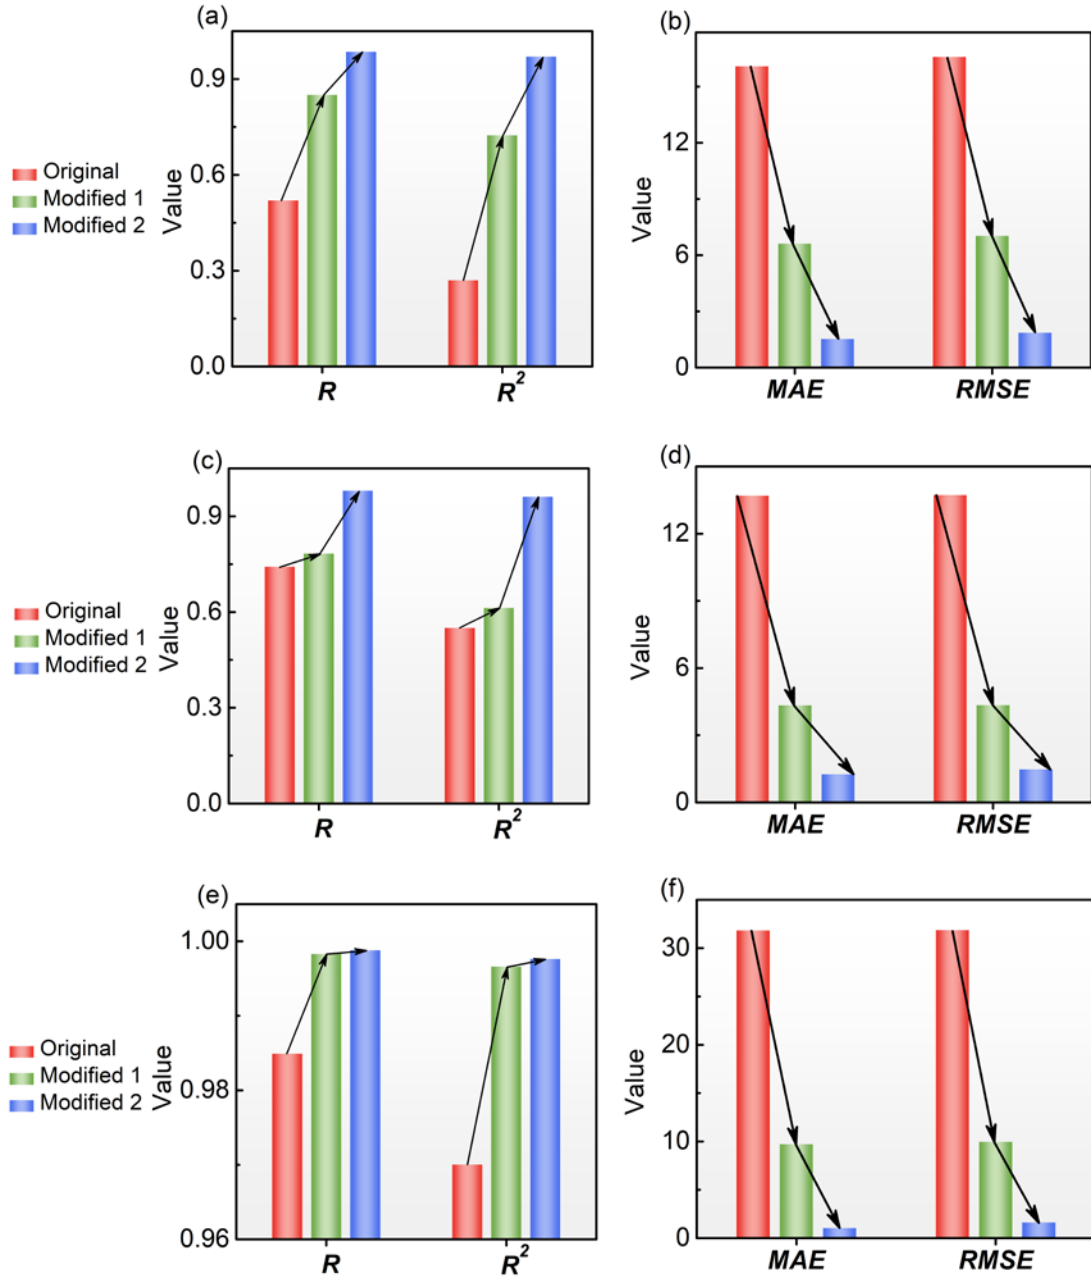 (a)
Original
Modified 1
Modified 2
Value
0.9
0.6
0.3
0.0
R
R²
(b)
Value
12
6
0
MAE
RMSE
(c)
Original
Modified 1
Modified 2
Value
0.9
0.6
0.3
0.0
R
R²
(d)
Value
12
6
0
MAE
RMSE
(e)
Original
Modified 1
Modified 2
Value
1.00
0.98
0.96
R
R²
(f)
Value
30
20
10
0
MAE
RMSE